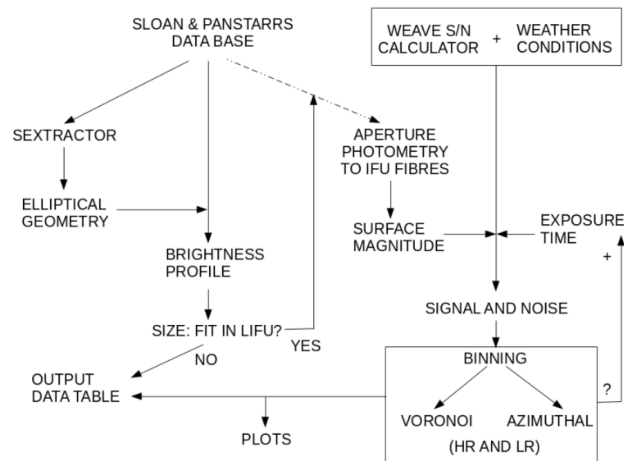 SLOAN & PANSTARRS
DATA BASE
WEAVE S/N
CALCULATOR
+
WEATHER
CONDITIONS
SEXTRACTOR
APERTURE
PHOTOMETRY
TO IFU FIBRES
ELLIPTICAL
GEOMETRY
SURFACE
MAGNITUDE
EXPOSURE
TIME
+
BRIGHTNESS
PROFILE
SIGNAL AND NOISE
SIZE: FIT IN LIFU?
YES
NO
BINNING
OUTPUT
DATA TABLE
?
VORONOI
AZIMUTHAL
PLOTS
(HR AND LR)